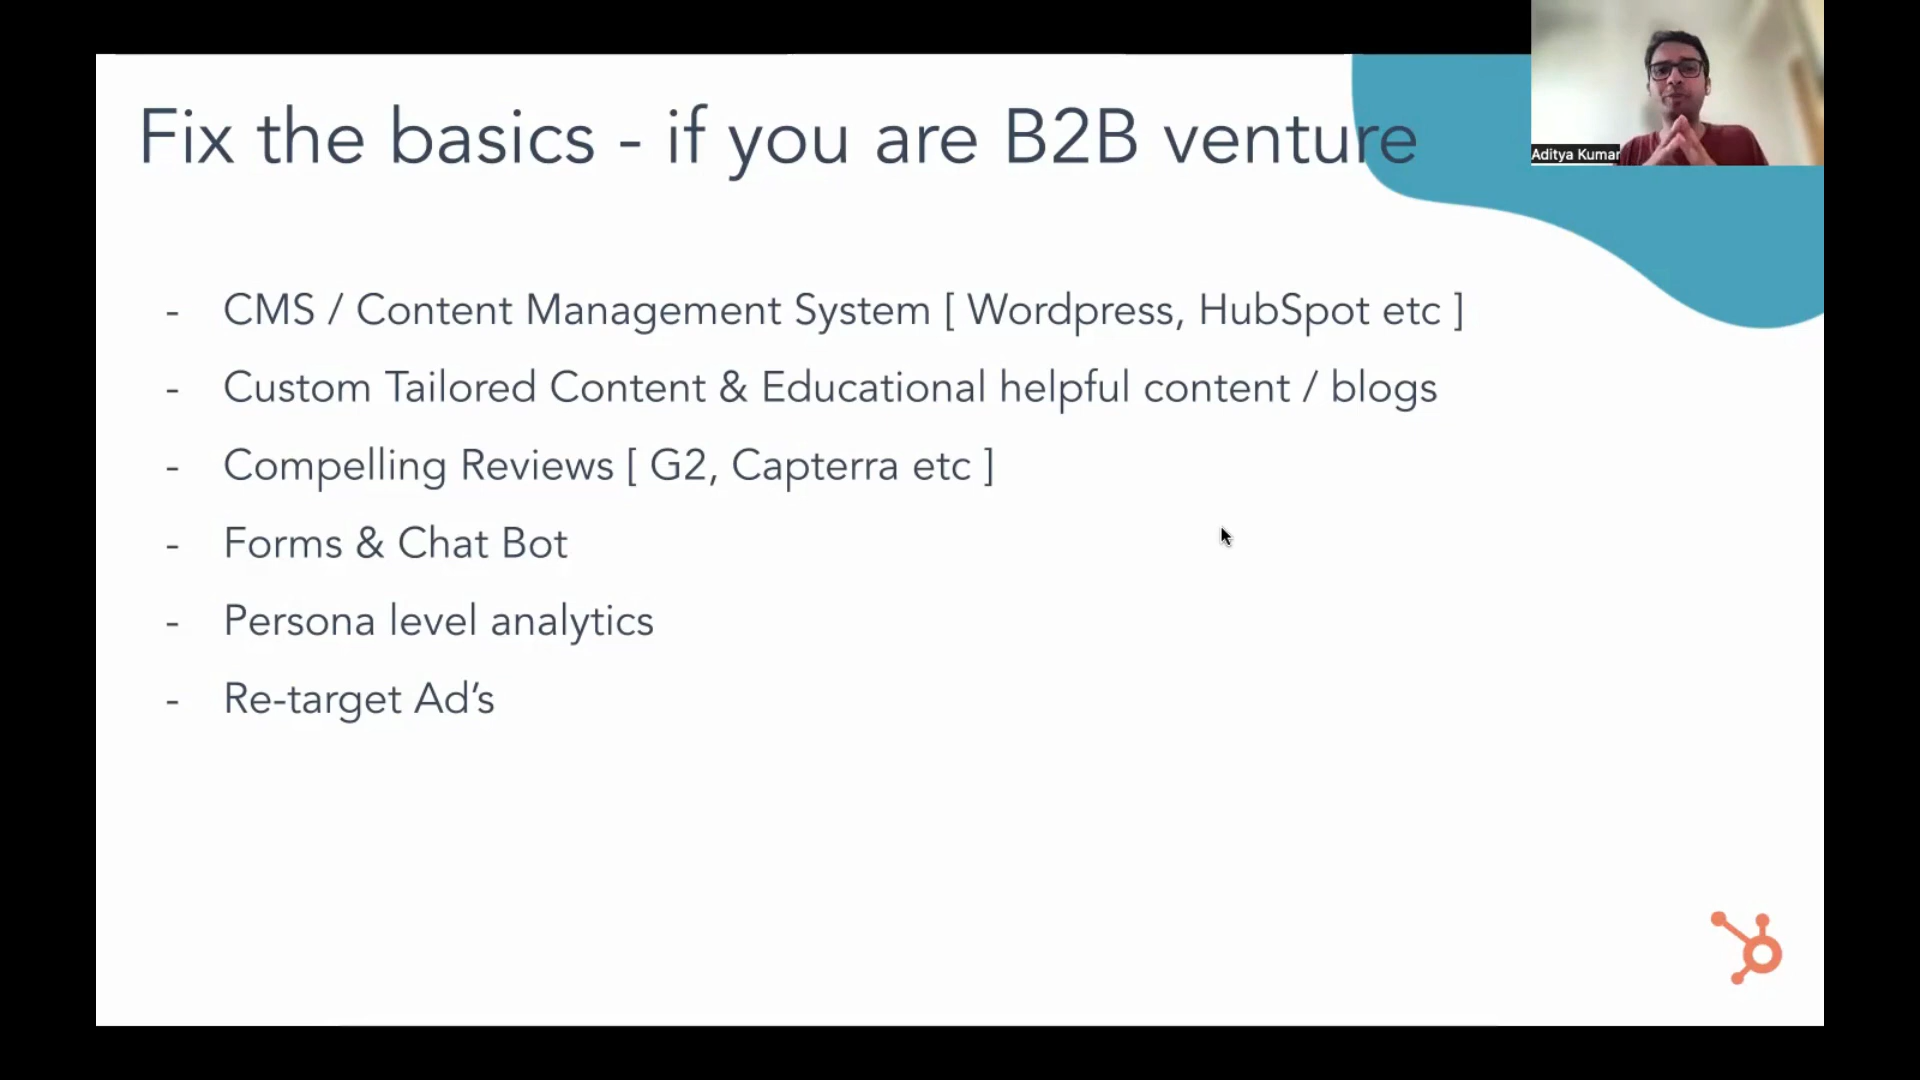 Fix the basics - if you are B2B venture
Aditya Kumar
- CMS / Content Management System [ Wordpress, HubSpot etc ]
- Custom Tailored Content & Educational helpful content / blogs
- Compelling Reviews [ G2, Capterra etc ]
- Forms & Chat Bot
- Persona level analytics
- Re-target Ad’s